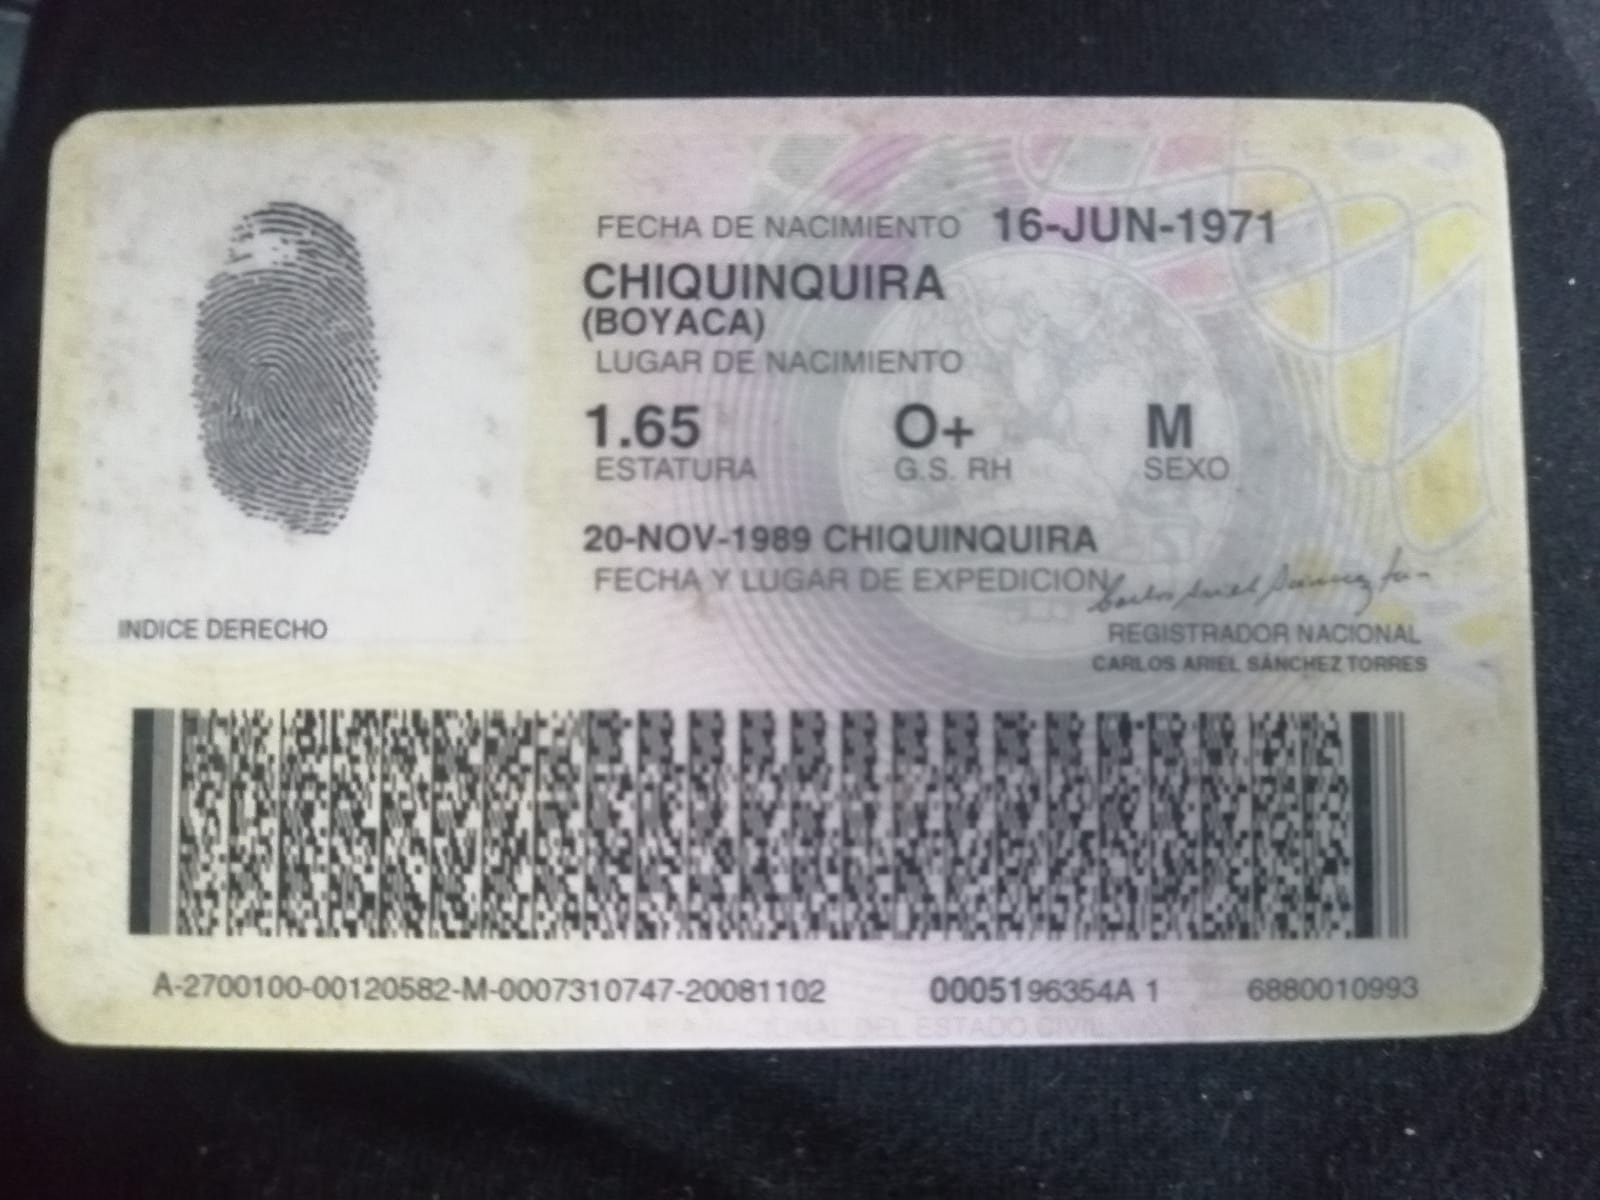 FECHA DE NACIMIENTO 16-JUN-1971
CHIQUINQUIRA
(BOYACA)
LUGAR DE NACIMIENTO
1.65 O+ M
ESTATURA G.S. RH SEXO
20-NOV-1989 CHIQUINQUIRA
FECHA Y LUGAR DE EXPEDICION
INDICE DERECHO
REGISTRADOR NACIONAL
CARLOS ARIEL SÁNCHEZ TORRES
A-2700100-00120582-M-0007310747-20081102 0005196354A 1 6880010993